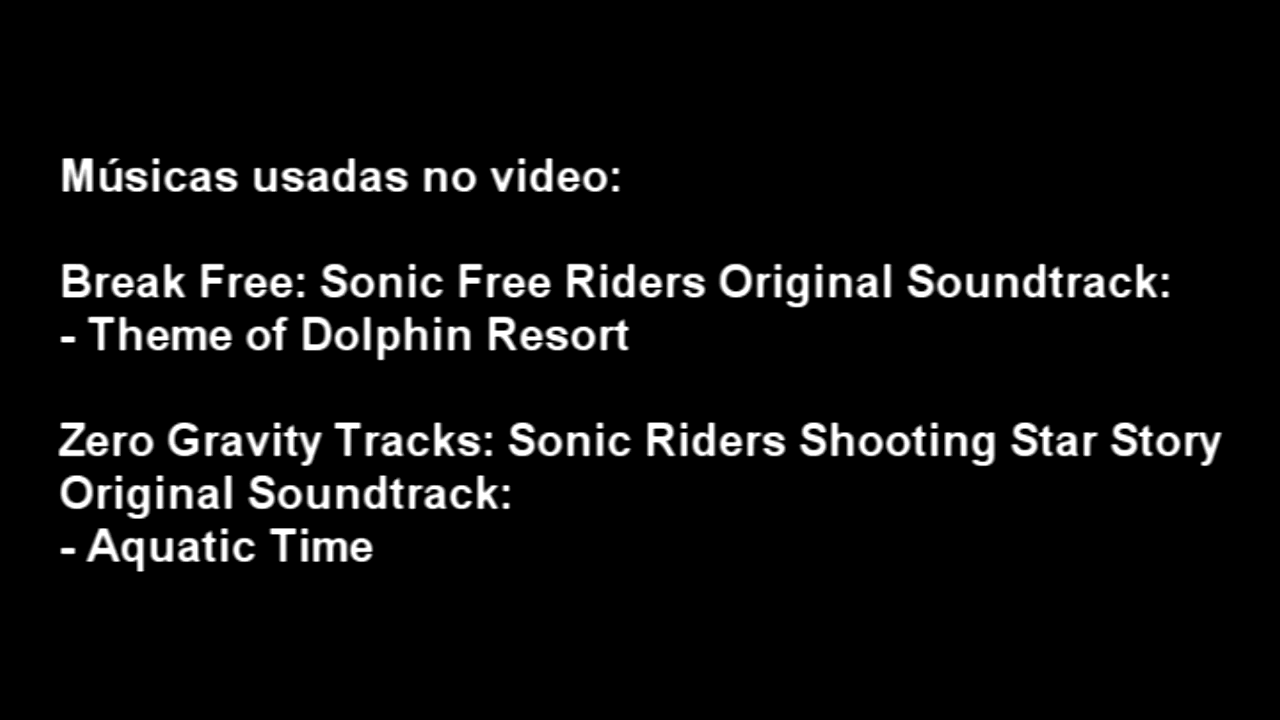 Músicas usadas no video:
Break Free: Sonic Free Riders Original Soundtrack:
- Theme of Dolphin Resort
Zero Gravity Tracks: Sonic Riders Shooting Star Story
Original Soundtrack:
- Aquatic Time